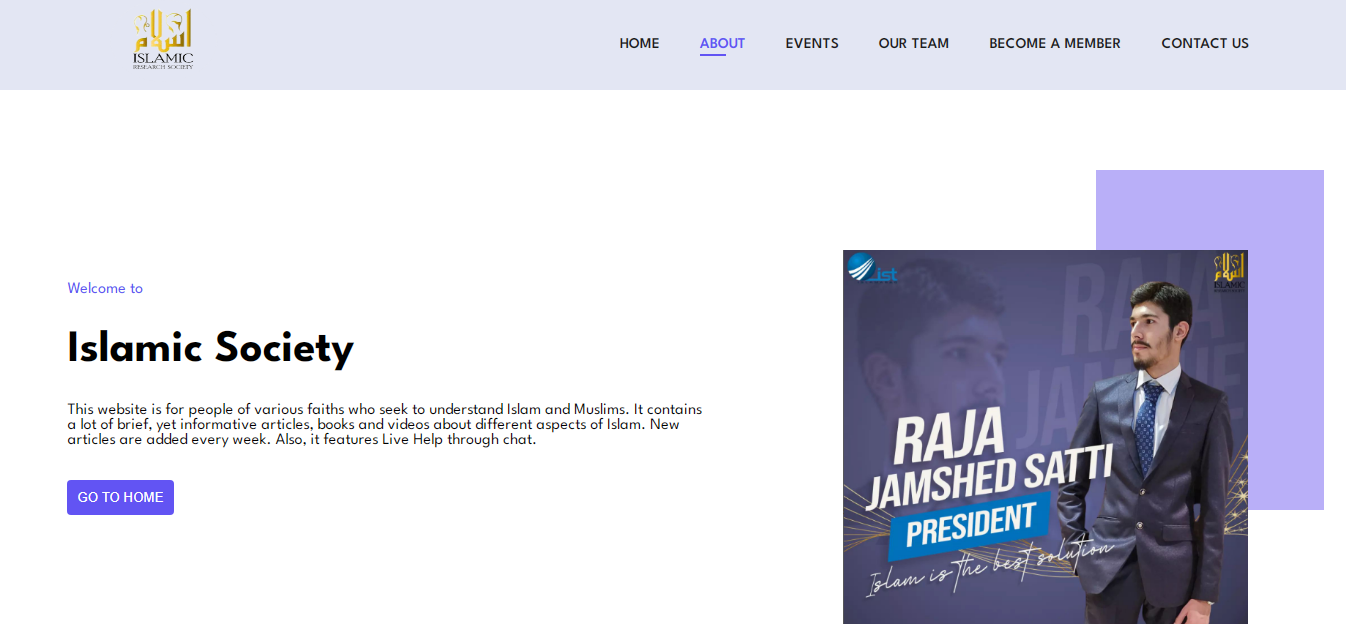 ISLAMIC
RESEARCH SOCIETY
HOME
ABOUT
EVENTS
OUR TEAM
BECOME A MEMBER
CONTACT US
Welcome to
Islamic Society
This website is for people of various faiths who seek to understand Islam and Muslims. It contains
a lot of brief, yet informative articles, books and videos about different aspects of Islam. New
articles are added every week. Also, it features Live Help through chat.
GO TO HOME
ist
ISLAMIC
RAJA
JAMSHED SATTI
PRESIDENT
Islam is the best solution